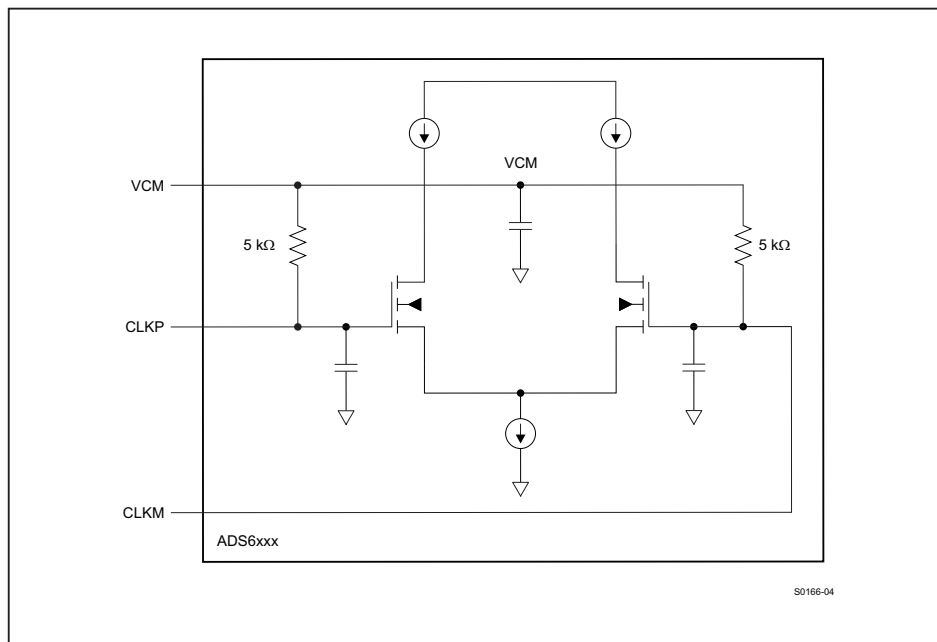 VCM
VCM
5 kΩ
5 kΩ
CLKP
CLKM
ADS6xxx
S0166-04